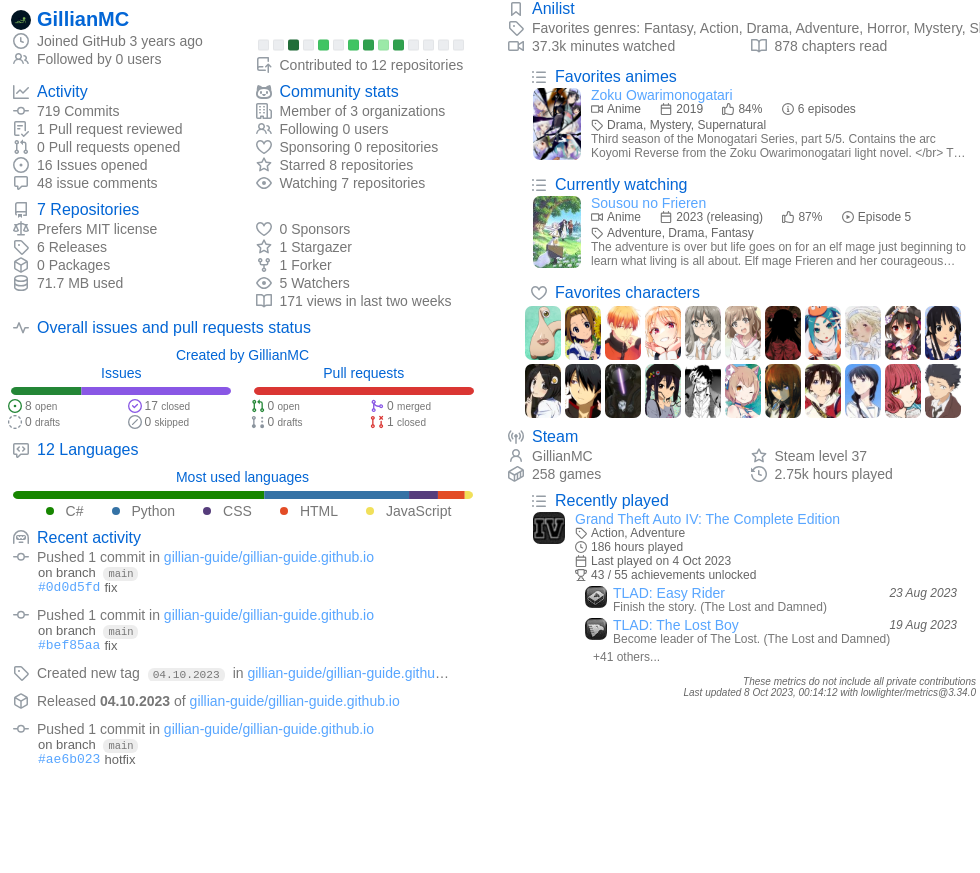 GillianMC
Joined GitHub 3 years ago
Followed by 0 users
Contributed to 12 repositories
Activity
719 Commits
1 Pull request reviewed
0 Pull requests opened
16 Issues opened
48 issue comments
Community stats
Member of 3 organizations
Following 0 users
Sponsoring 0 repositories
Starred 8 repositories
Watching 7 repositories
7 Repositories
Prefers MIT license
6 Releases
0 Packages
71.7 MB used
0 Sponsors
1 Stargazer
1 Forker
5 Watchers
171 views in last two weeks
Overall issues and pull requests status
Created by GillianMC
Issues
8 open
17 closed
0 drafts
0 skipped
Pull requests
0 open
0 merged
0 drafts
1 closed
12 Languages
Most used languages
C# Python CSS HTML JavaScript
Recent activity
Pushed 1 commit in gillian-guide/gillian-guide.github.io
on branch main
#0d0d5fd fix
Pushed 1 commit in gillian-guide/gillian-guide.github.io
on branch main
#bef85aa fix
Created new tag 04.10.2023 in gillian-guide/gillian-guide.githu…
Released 04.10.2023 of gillian-guide/gillian-guide.github.io
Pushed 1 commit in gillian-guide/gillian-guide.github.io
on branch main
#ae6b023 hotfix
Anilist
Favorites genres: Fantasy, Action, Drama, Adventure, Horror, Mystery,
37.3k minutes watched
878 chapters read
Favorites animes
Zoku Owarimonogatari
Anime 2019 84% 6 episodes
Drama, Mystery, Supernatural
Third season of the Monogatari Series, part 5/5. Contains the arc
Koyomi Reverse from the Zoku Owarimonogatari light novel. </br> T…
Currently watching
Sousou no Frieren
Anime 2023 (releasing) 87% Episode 5
Adventure, Drama, Fantasy
The adventure is over but life goes on for an elf mage just beginning to
learn what living is all about. Elf mage Frieren and her courageous…
Favorites characters
Steam
GillianMC
Steam level 37
258 games
2.75k hours played
Recently played
Grand Theft Auto IV: The Complete Edition
Action, Adventure
186 hours played
Last played on 4 Oct 2023
43 / 55 achievements unlocked
TLAD: Easy Rider 23 Aug 2023
Finish the story. (The Lost and Damned)
TLAD: The Lost Boy 19 Aug 2023
Become leader of The Lost. (The Lost and Damned)
+41 others...
These metrics do not include all private contributions
Last updated 8 Oct 2023, 00:14:12 with lowlighter/metrics@3.34.0